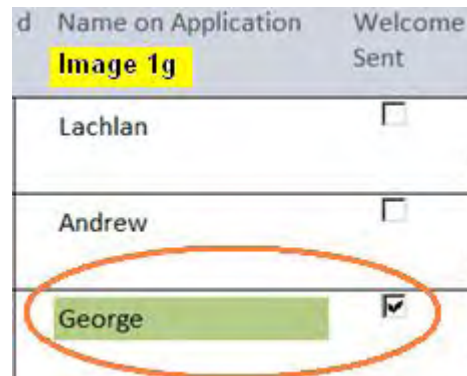 d Name on Application Welcome
Image 1g Sent
Lachlan
Andrew
George